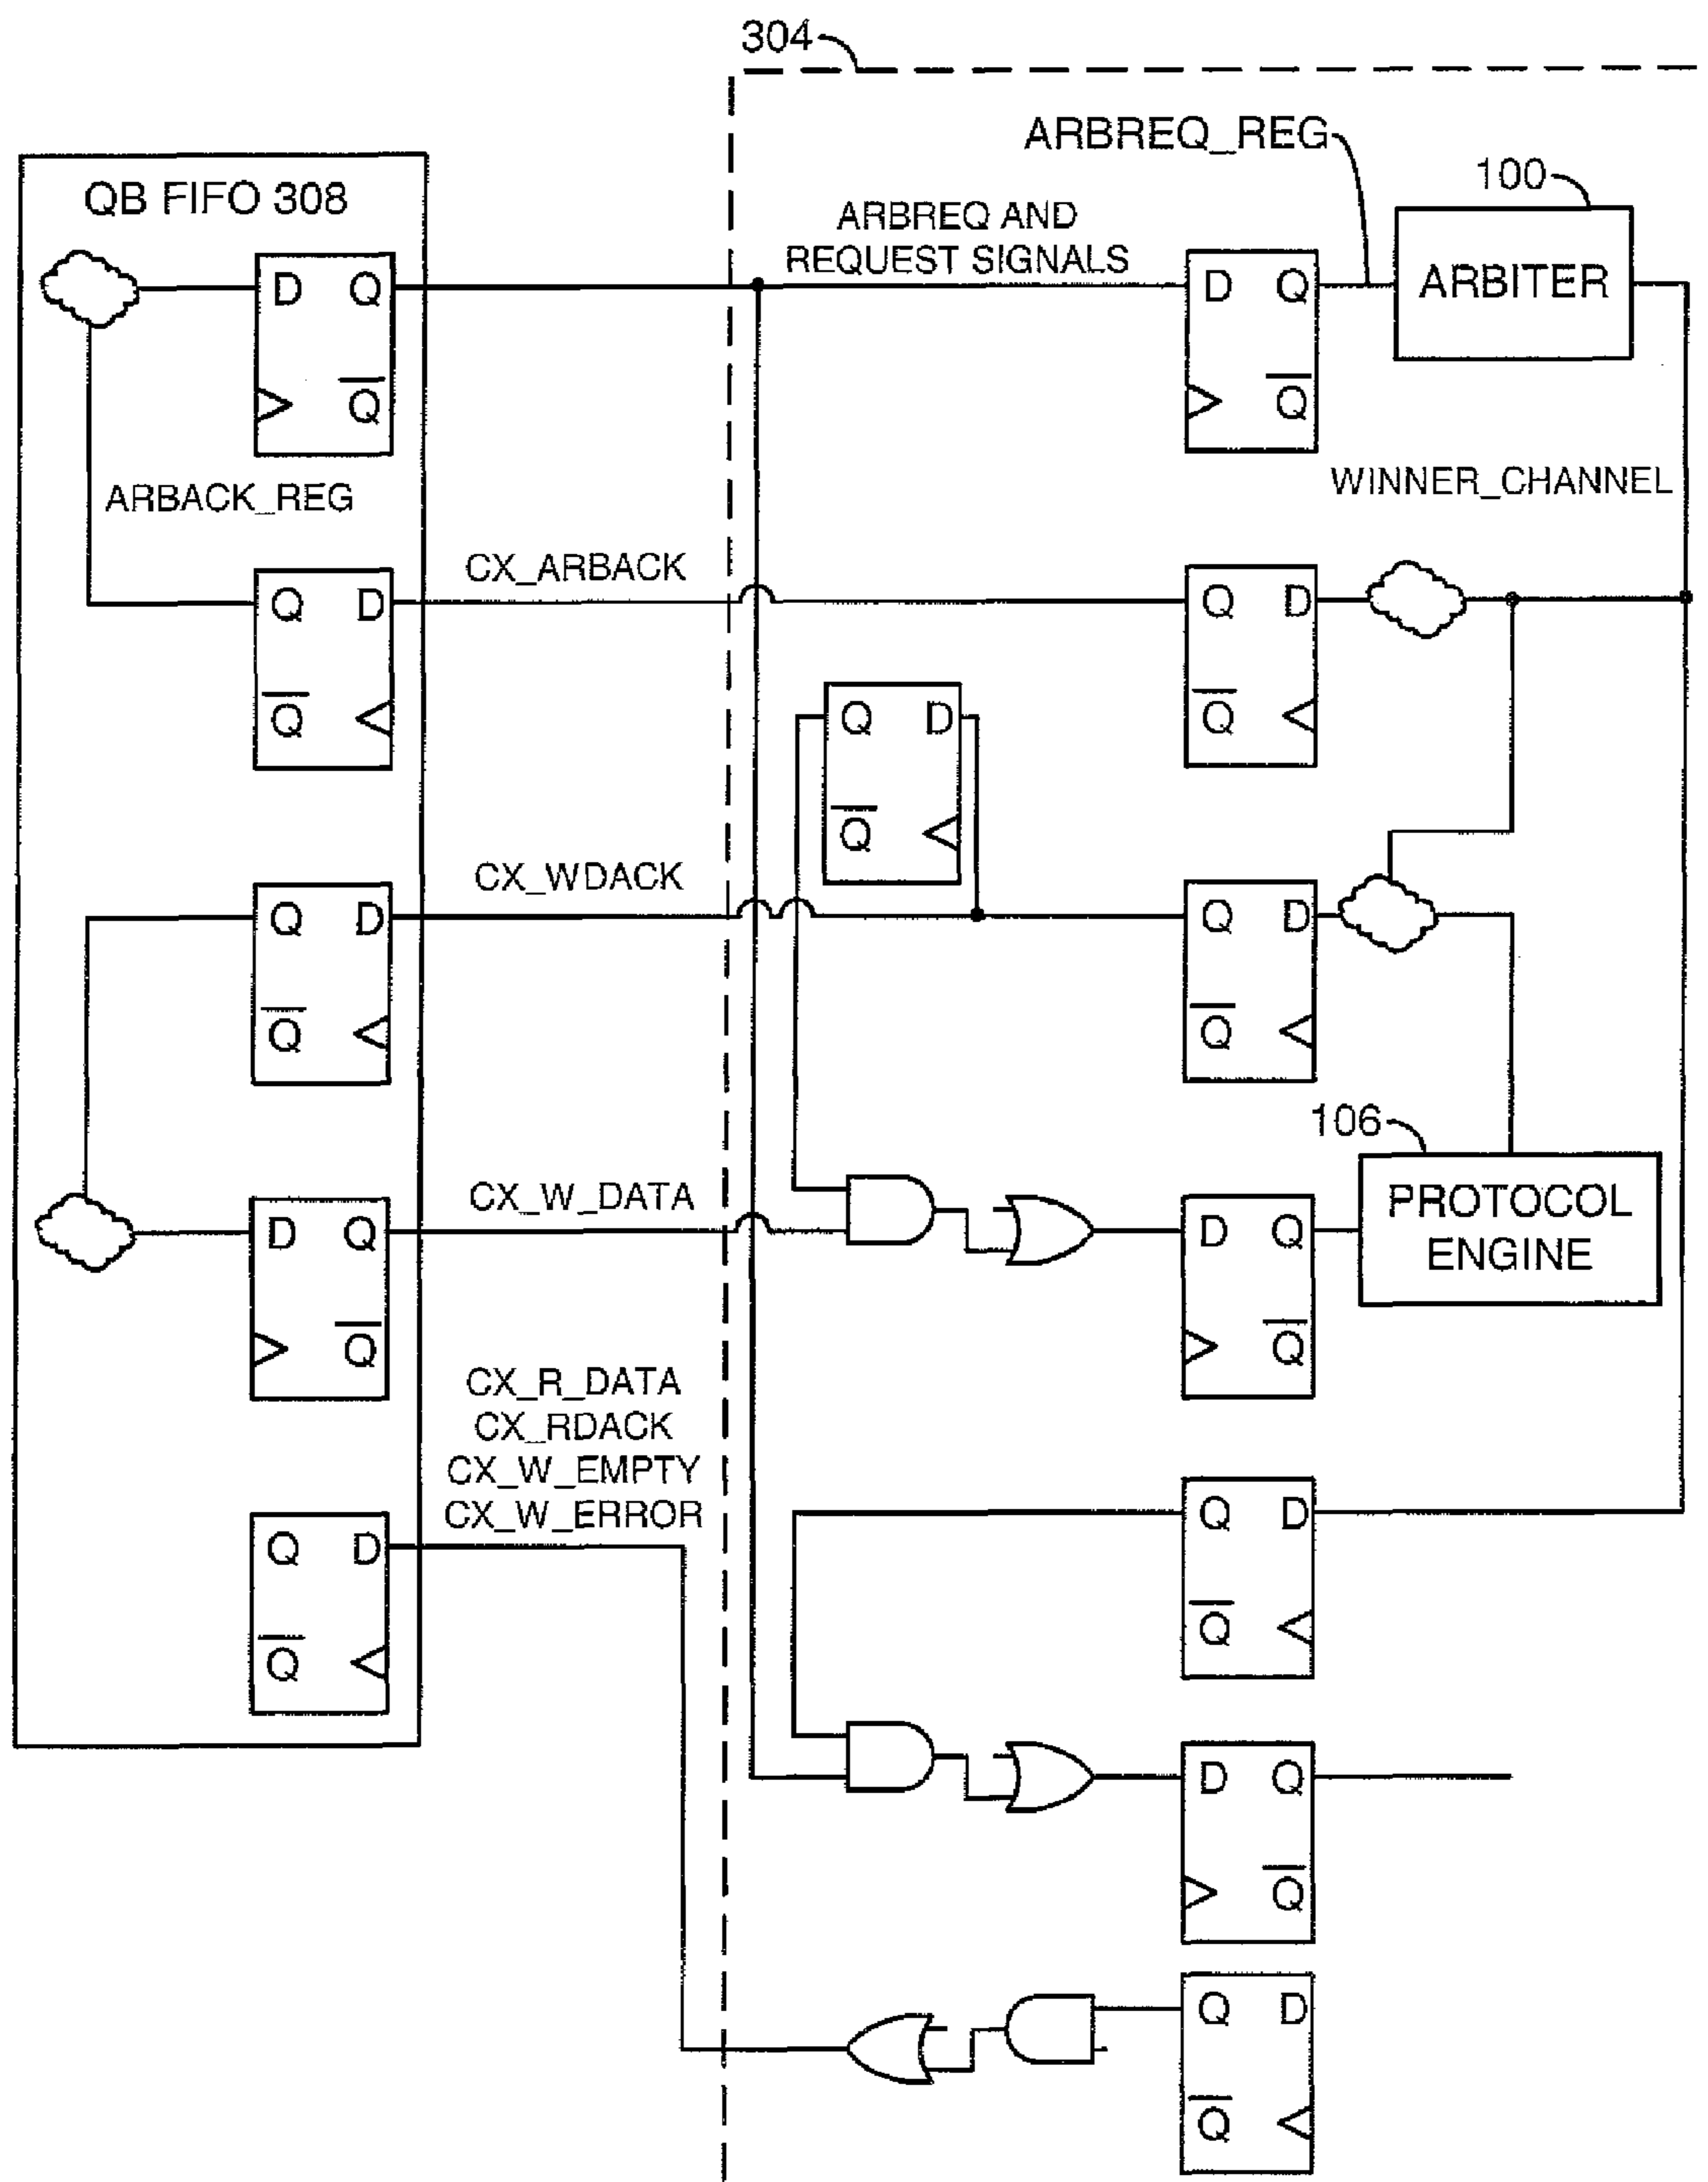 304
ARBREQ_REG
100
QB FIFO 308
ARBREQ AND
REQUEST SIGNALS
ARBITER
D Q
Q
D Q
Q
ARBACK_REG
WINNER_CHANNEL
CX_ARBACK
Q D
Q
Q D
Q
Q D
Q
CX_WDACK
Q D
Q
Q D
Q
106
PROTOCOL
ENGINE
CX_W_DATA
D Q
Q
D Q
Q
CX_R_DATA
CX_RDACK
CX_W_EMPTY
CX_W_ERROR
Q D
Q
Q D
Q
D Q
Q
Q D
Q